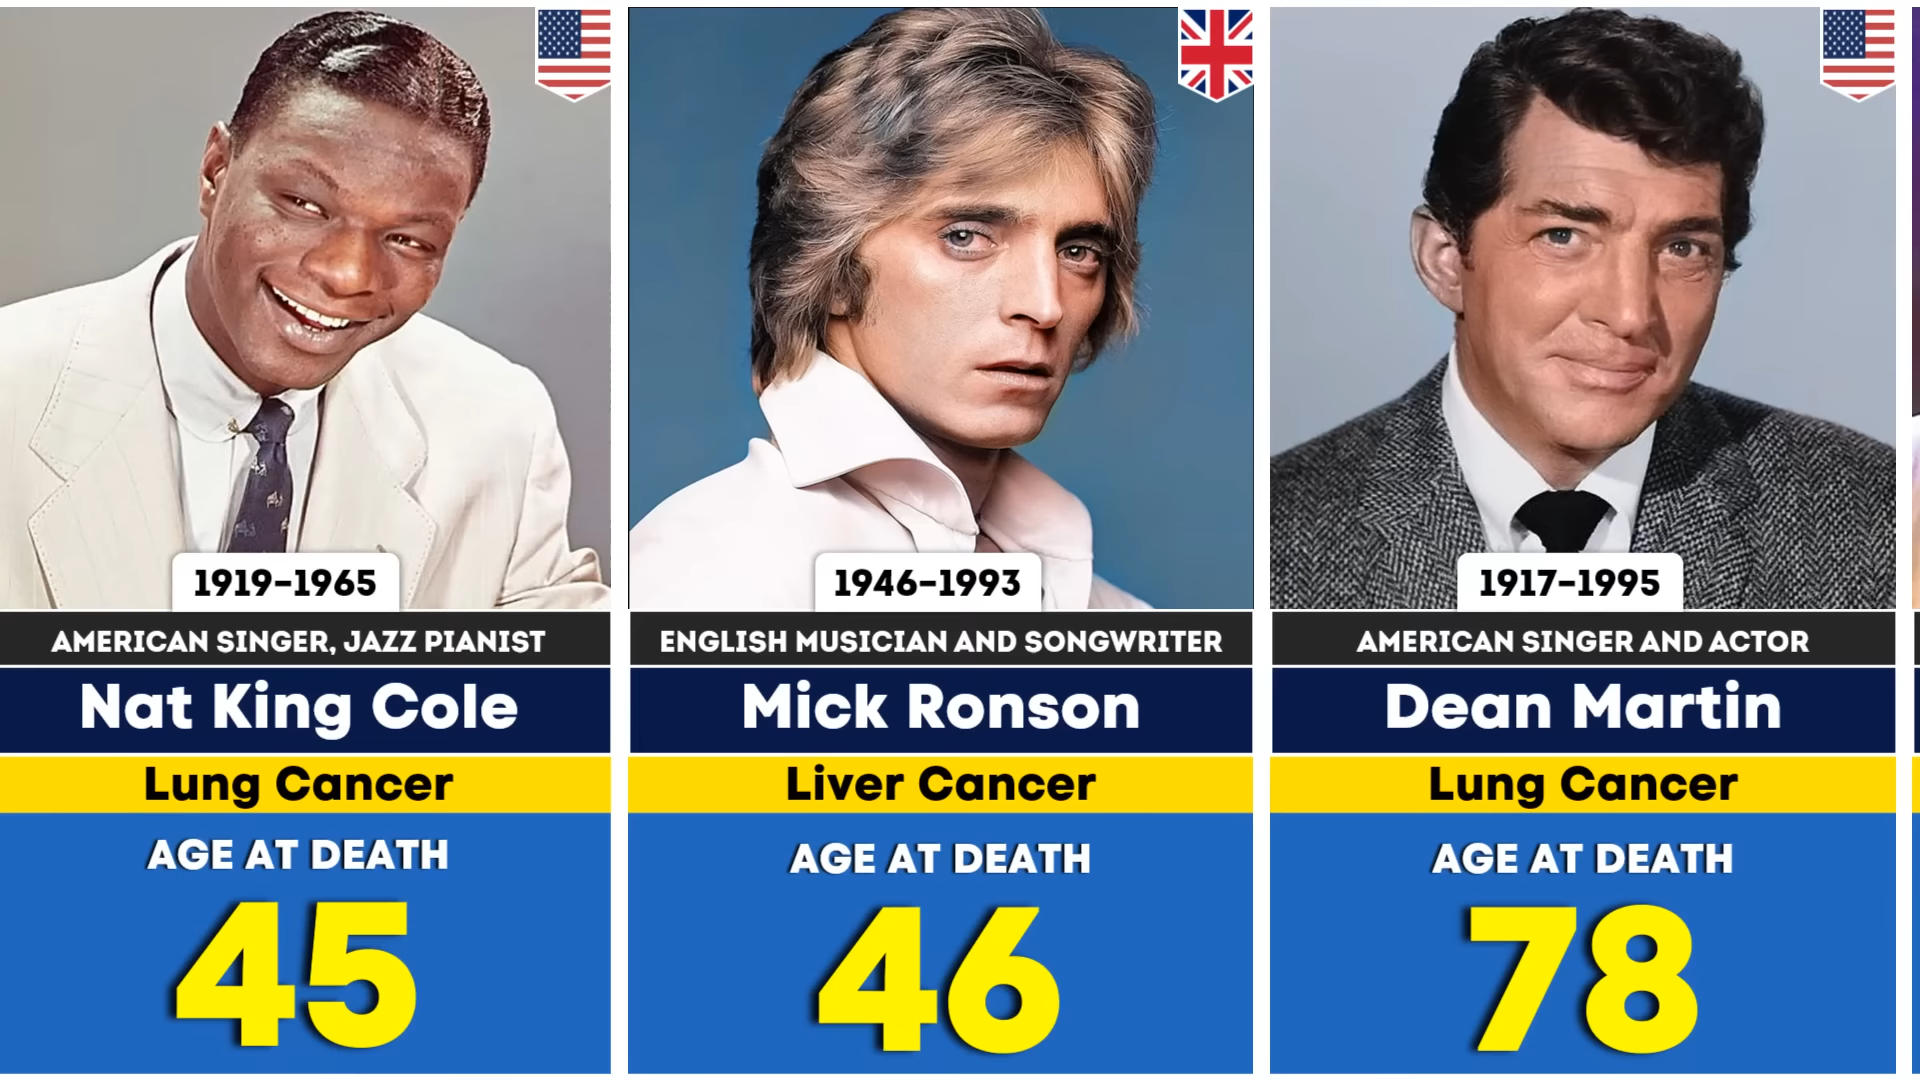 1919–1965
AMERICAN SINGER, JAZZ PIANIST
Nat King Cole
Lung Cancer
AGE AT DEATH
45
1946–1993
ENGLISH MUSICIAN AND SONGWRITER
Mick Ronson
Liver Cancer
AGE AT DEATH
46
1917–1995
AMERICAN SINGER AND ACTOR
Dean Martin
Lung Cancer
AGE AT DEATH
78